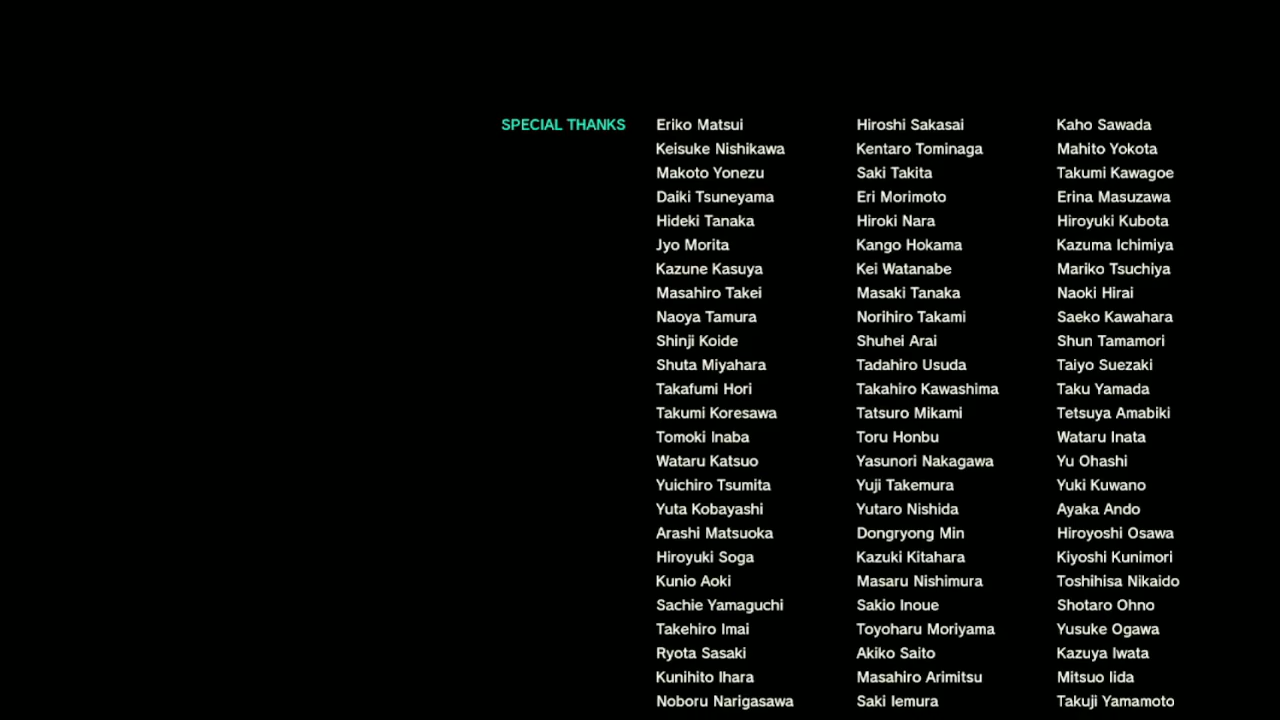 SPECIAL THANKS Eriko Matsui Hiroshi Sakasai Kaho Sawada
Keisuke Nishikawa Kentaro Tominaga Mahito Yokota
Makoto Yonezu Saki Takita Takumi Kawagoe
Daiki Tsuneyama Eri Morimoto Erina Masuzawa
Hideki Tanaka Hiroki Nara Hiroyuki Kubota
Jyo Morita Kango Hokama Kazuma Ichimiya
Kazune Kasuya Kei Watanabe Mariko Tsuchiya
Masahiro Takei Masaki Tanaka Naoki Hirai
Naoya Tamura Norihiro Takami Saeko Kawahara
Shinji Koide Shuhei Arai Shun Tamamori
Shuta Miyahara Tadahiro Usuda Taiyo Suezaki
Takafumi Hori Takahiro Kawashima Taku Yamada
Takumi Koresawa Tatsuro Mikami Tetsuya Amabiki
Tomoki Inaba Toru Honbu Wataru Inata
Wataru Katsuo Yasunori Nakagawa Yu Ohashi
Yuichiro Tsumita Yuji Takemura Yuki Kuwano
Yuta Kobayashi Yutaro Nishida Ayaka Ando
Arashi Matsuoka Dongryong Min Hiroyoshi Osawa
Hiroyuki Soga Kazuki Kitahara Kiyoshi Kunimori
Kunio Aoki Masaru Nishimura Toshihisa Nikaido
Sachie Yamaguchi Sakio Inoue Shotaro Ohno
Takehiro Imai Toyoharu Moriyama Yusuke Ogawa
Ryota Sasaki Akiko Saito Kazuya Iwata
Kunihito Ihara Masahiro Arimitsu Mitsuo Iida
Noboru Narigasawa Saki Iemura Takuji Yamamoto